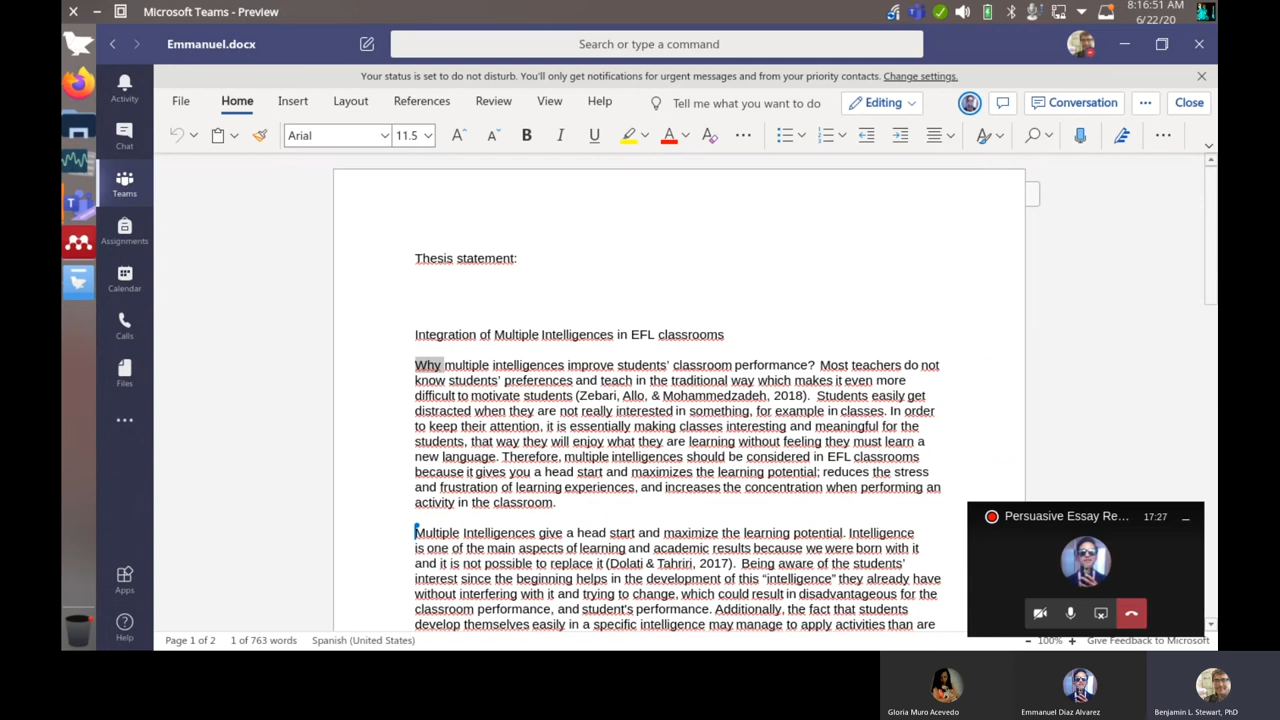 Microsoft Teams - Preview
8:16:51 AM
6/22/20
Emmanuel.docx
Search or type a command
Your status is set to do not disturb. You'll only get notifications for urgent messages and from your priority contacts. Change settings.
File Home Insert Layout References Review View Help Tell me what you want to do Editing Conversation Close
Arial 11.5
Activity
Chat
Teams
Assignments
Calendar
Calls
Files
Apps
Help
Thesis statement:
Integration of Multiple Intelligences in EFL classrooms
Why multiple intelligences improve students' classroom performance? Most teachers do not
know students' preferences and teach in the traditional way which makes it even more
difficult to motivate students (Zebari, Allo, & Mohammedzadeh, 2018). Students easily get
distracted when they are not really interested in something, for example in classes. In order
to keep their attention, it is essentially making classes interesting and meaningful for the
students, that way they will enjoy what they are learning without feeling they must learn a
new language. Therefore, multiple intelligences should be considered in EFL classrooms
because it gives you a head start and maximizes the learning potential; reduces the stress
and frustration of learning experiences, and increases the concentration when performing an
activity in the classroom.
Multiple Intelligences give a head start and maximize the learning potential. Intelligence
is one of the main aspects of learning and academic results because we were born with it
and it is not possible to replace it (Dolati & Tahriri, 2017). Being aware of the students'
interest since the beginning helps in the development of this "intelligence" they already have
without interfering with it and trying to change, which could result in disadvantageous for the
classroom performance, and student's performance. Additionally, the fact that students
develop themselves easily in a specific intelligence may manage to apply activities than are
Persuasive Essay Re... 17:27
Page 1 of 2 1 of 763 words Spanish (United States) 100% Give Feedback to Microsoft
Gloria Muro Acevedo
Emmanuel Diaz Alvarez
Benjamin L. Stewart, PhD